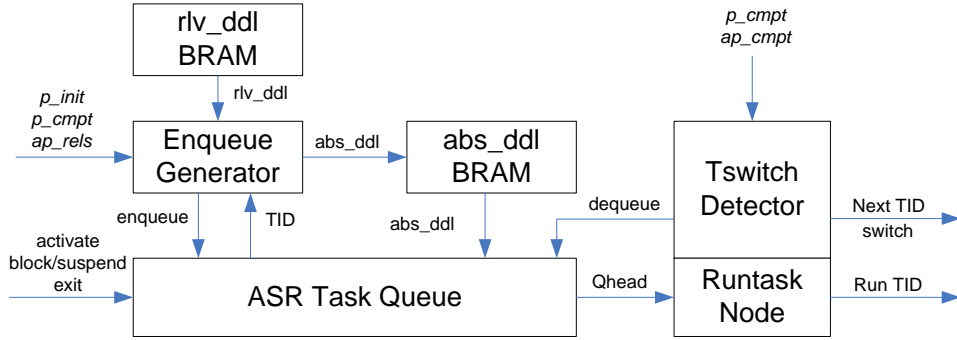 rlv_ddl
BRAM
p_cmpt
ap_cmpt
rlv_ddl
p_init
p_cmpt
ap_rels
Enqueue
Generator
abs_ddl
abs_ddl
BRAM
Tswitch
Detector
enqueue
TID
abs_ddl
dequeue
Next TID
switch
activate
block/suspend
exit
ASR Task Queue
Qhead
Runtask
Node
Run TID